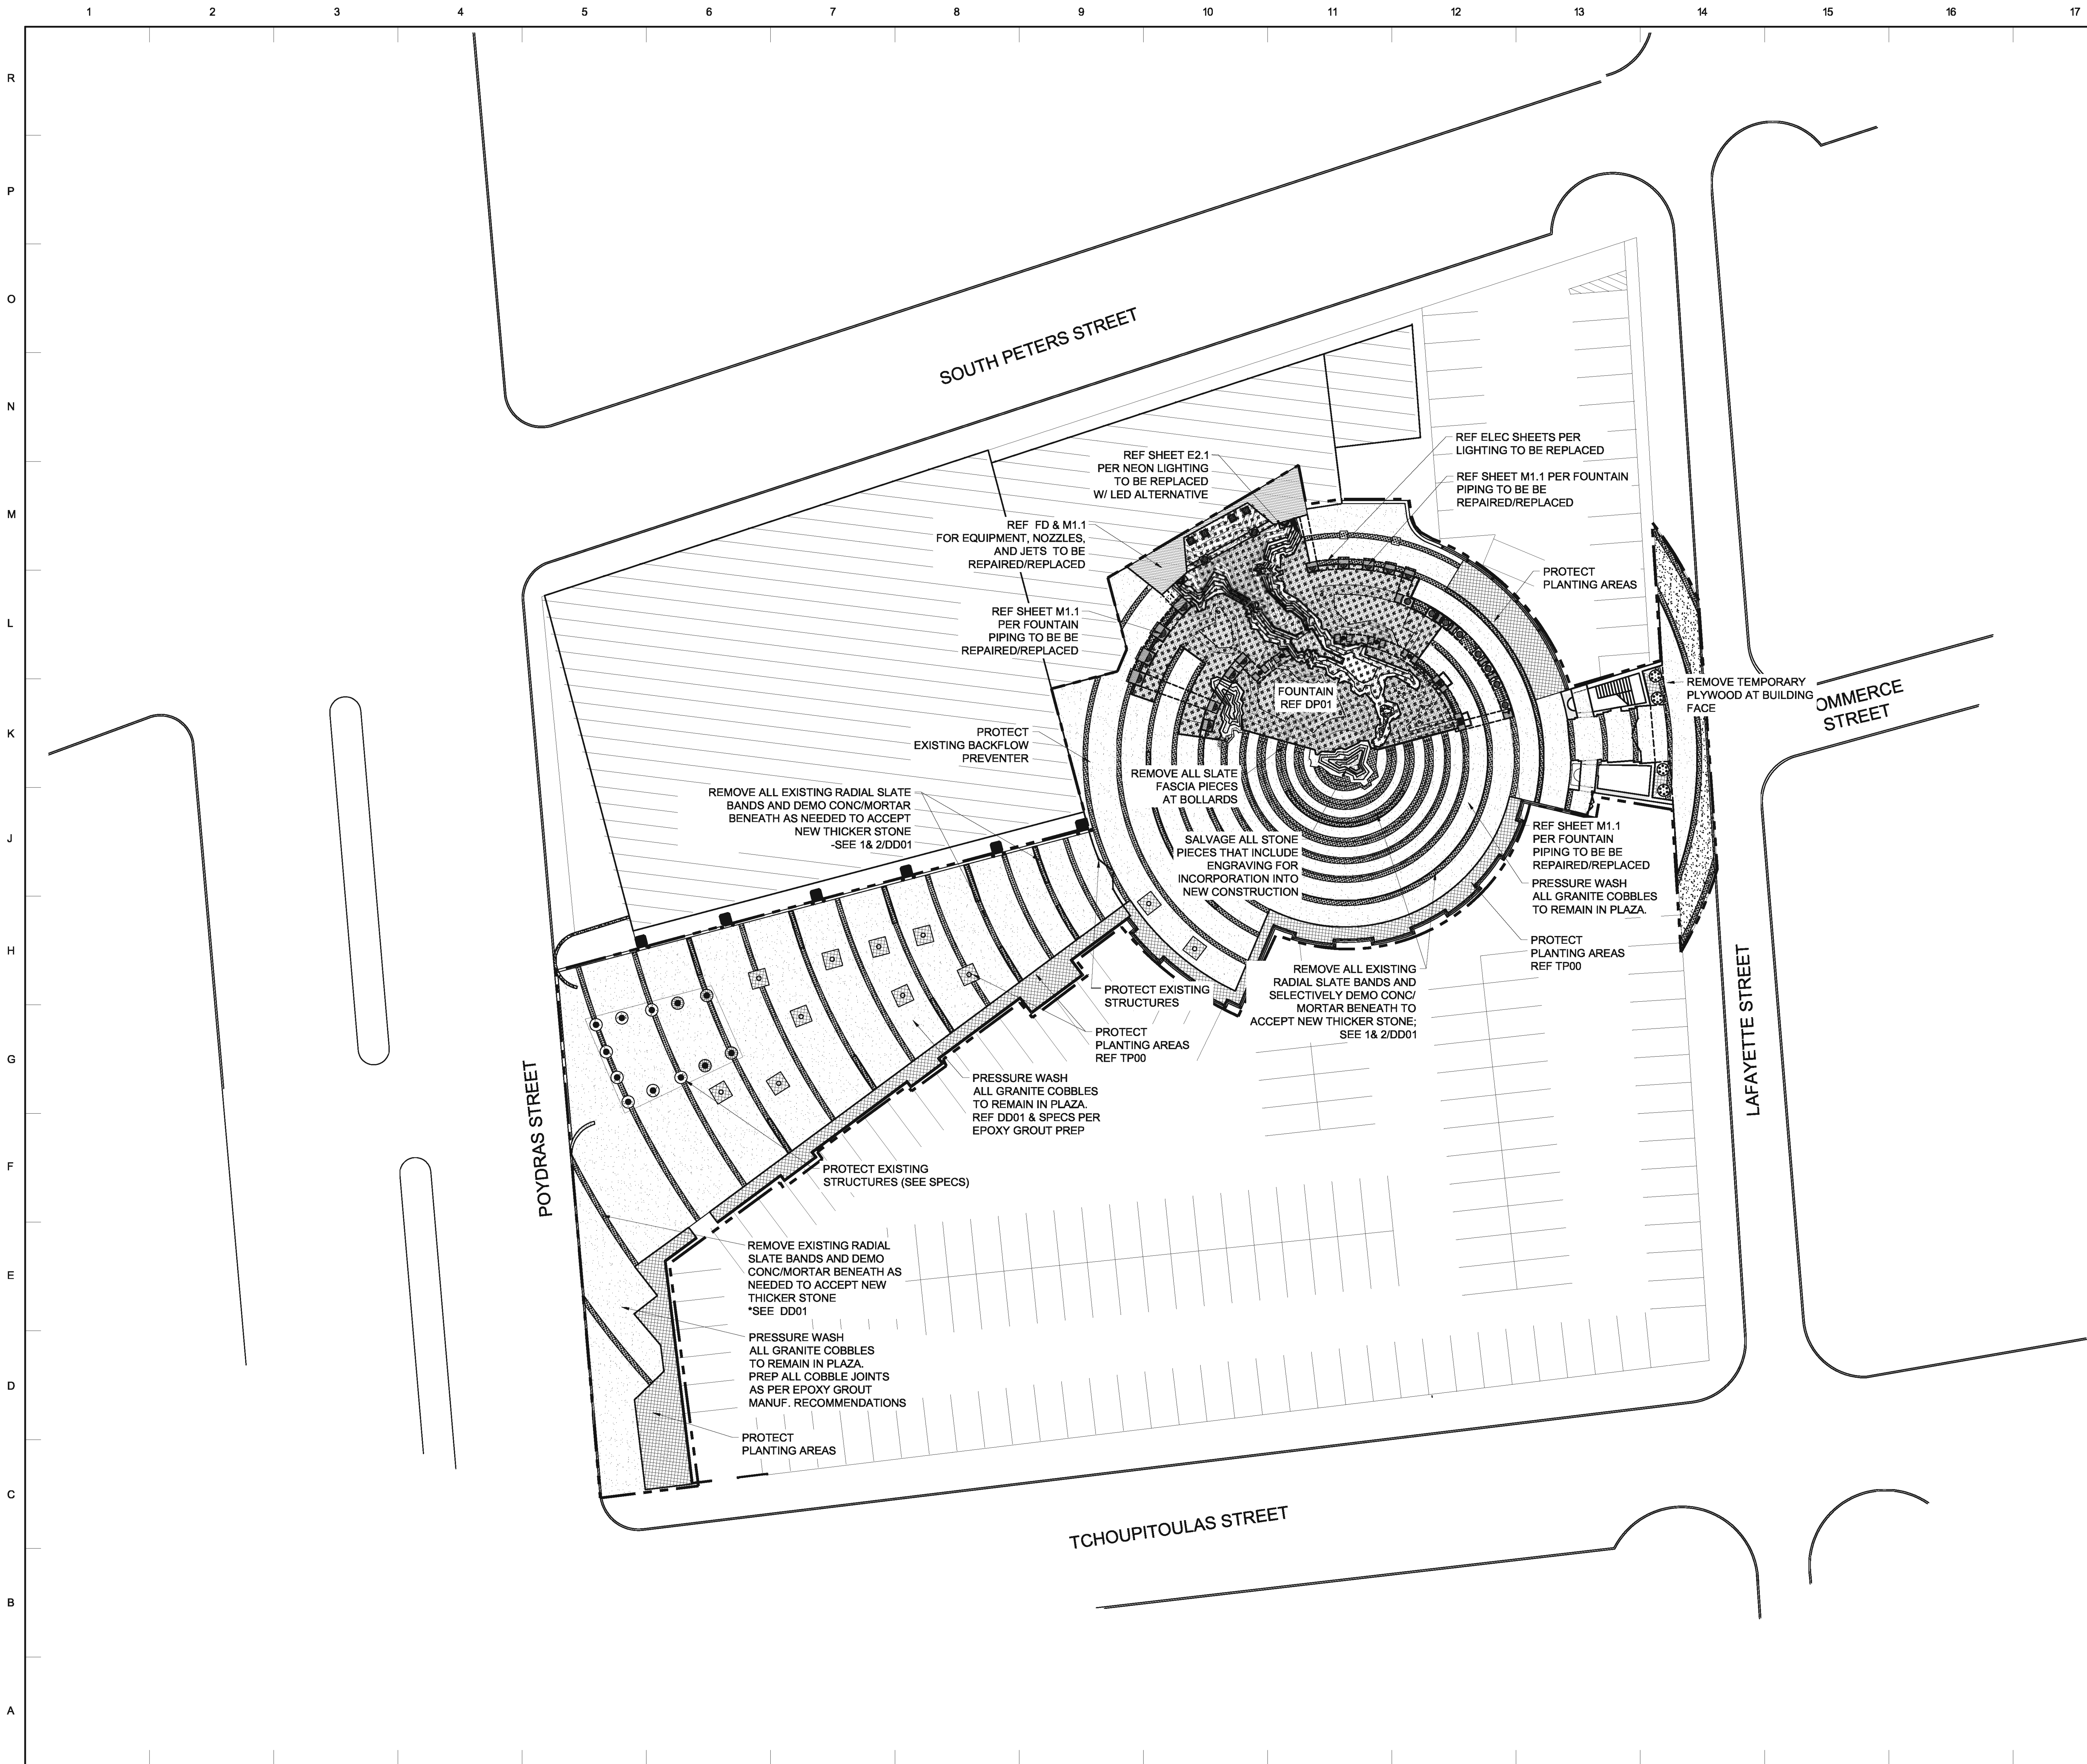 1 2 3 4 5 6 7 8 9 10 11 12 13 14 15 16 17
R
P
O
N
M
L
K
J
H
G
F
E
D
C
B
A
SOUTH PETERS STREET
REF SHEET E2.1
PER NEON LIGHTING
TO BE REPLACED
W/ LED ALTERNATIVE
REF ELEC SHEETS PER
LIGHTING TO BE REPLACED
REF SHEET M1.1 PER FOUNTAIN
PIPING TO BE BE
REPAIRED/REPLACED
REF FD & M1.1
FOR EQUIPMENT, NOZZLES,
AND JETS TO BE
REPAIRED/REPLACED
PROTECT
PLANTING AREAS
REF SHEET M1.1
PER FOUNTAIN
PIPING TO BE BE
REPAIRED/REPLACED
FOUNTAIN
REF DP01
REMOVE TEMPORARY
PLYWOOD AT BUILDING
FACE
OMMERCE
STREET
PROTECT
EXISTING BACKFLOW
PREVENTER
REMOVE ALL SLATE
FASCIA PIECES
AT BOLLARDS
REMOVE ALL EXISTING RADIAL SLATE
BANDS AND DEMO CONC/MORTAR
BENEATH AS NEEDED TO ACCEPT
NEW THICKER STONE
-SEE 1& 2/DD01
SALVAGE ALL STONE
PIECES THAT INCLUDE
ENGRAVING FOR
INCORPORATION INTO
NEW CONSTRUCTION
REF SHEET M1.1
PER FOUNTAIN
PIPING TO BE BE
REPAIRED/REPLACED
PRESSURE WASH
ALL GRANITE COBBLES
TO REMAIN IN PLAZA.
PROTECT
PLANTING AREAS
REF TP00
REMOVE ALL EXISTING
RADIAL SLATE BANDS AND
SELECTIVELY DEMO CONC/
MORTAR BENEATH TO
ACCEPT NEW THICKER STONE;
SEE 1& 2/DD01
PROTECT EXISTING
STRUCTURES
PROTECT
PLANTING AREAS
REF TP00
PRESSURE WASH
ALL GRANITE COBBLES
TO REMAIN IN PLAZA.
REF DD01 & SPECS PER
EPOXY GROUT PREP
LAFAYETTE STREET
POYDRAS STREET
PROTECT EXISTING
STRUCTURES (SEE SPECS)
REMOVE EXISTING RADIAL
SLATE BANDS AND DEMO
CONC/MORTAR BENEATH AS
NEEDED TO ACCEPT NEW
THICKER STONE
*SEE DD01
PRESSURE WASH
ALL GRANITE COBBLES
TO REMAIN IN PLAZA.
PREP ALL COBBLE JOINTS
AS PER EPOXY GROUT
MANUF. RECOMMENDATIONS
PROTECT
PLANTING AREAS
TCHOUPITOULAS STREET